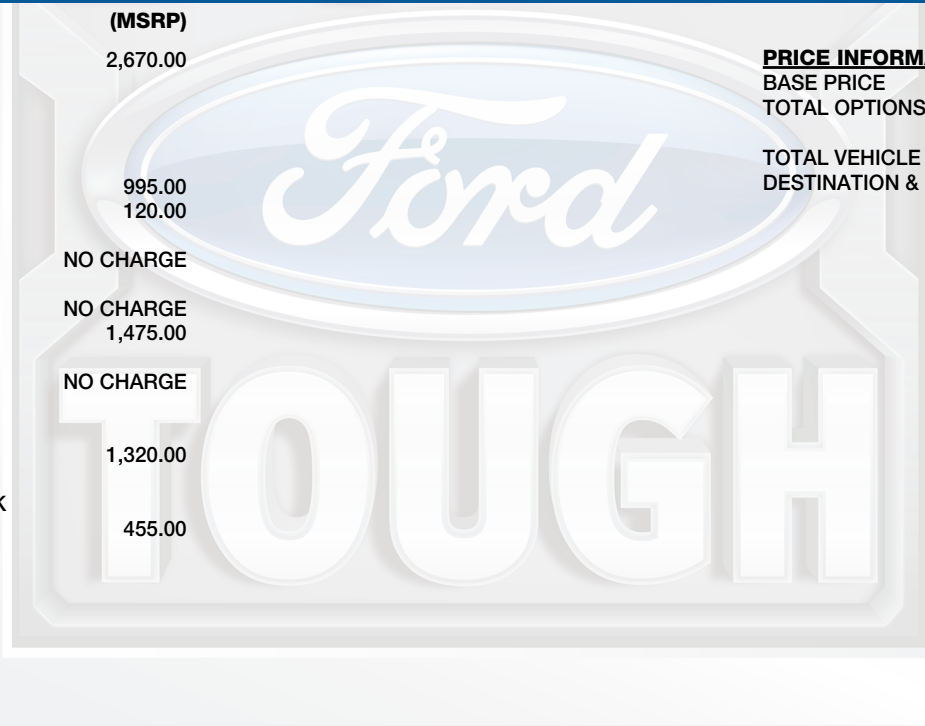 (MSRP)
2,670.00
995.00
120.00
NO CHARGE
NO CHARGE
1,475.00
NO CHARGE
1,320.00
K
455.00
PRICE INFORM
BASE PRICE
TOTAL OPTIONS
TOTAL VEHICLE
DESTINATION &
Ford
TOUGH